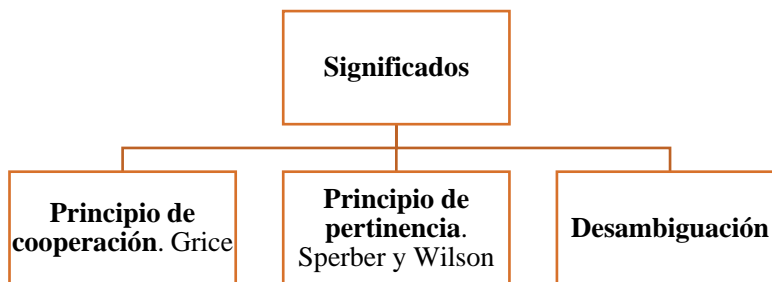 Significados
Principio de
cooperación. Grice
Principio de
pertinencia.
Sperber y Wilson
Desambiguación